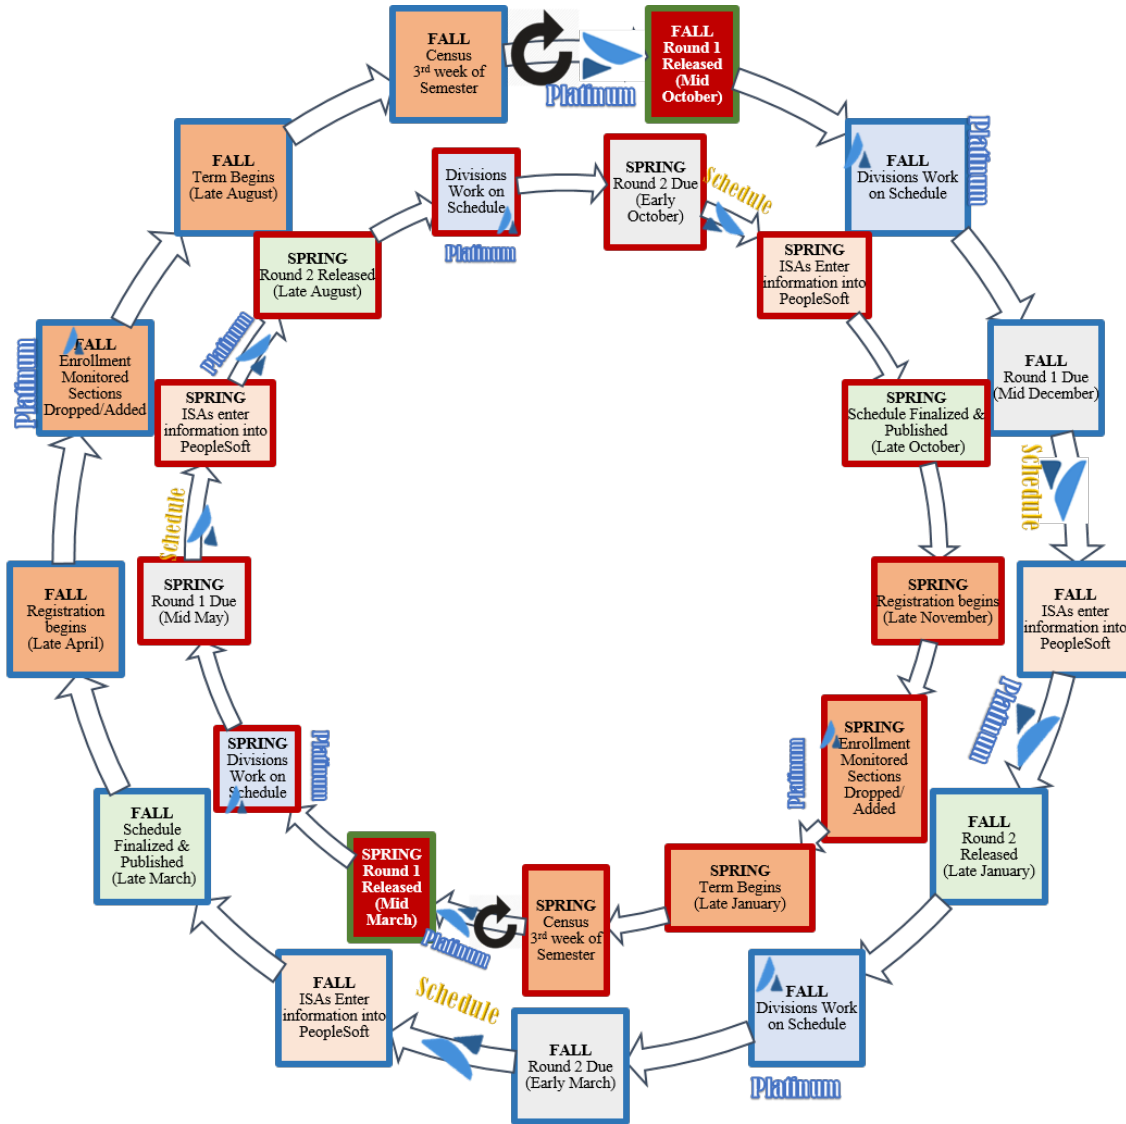 FALL
Census
3rd week of
Semester
Platinum
FALL
Round 1
Released
(Mid
October)
FALL
Divisions Work
on Schedule
Platinum
FALL
Round 1 Due
(Mid December)
Schedule
FALL
ISAs enter
information into
PeopleSoft
Platinum
FALL
Round 2
Released
(Late January)
FALL
Divisions Work
on Schedule
Platinum
FALL
Round 2 Due
(Early March)
Schedule
FALL
ISAs Enter
information into
PeopleSoft
FALL
Schedule
Finalized &
Published
(Late March)
FALL
Registration
begins
(Late April)
FALL
Enrollment
Monitored
Sections
Dropped/Added
Platinum
FALL
Term Begins
(Late August)
SPRING
Round 1
Released
(Mid
March)
SPRING
Divisions
Work on
Schedule
Platinum
SPRING
Round 1 Due
(Mid May)
Schedule
SPRING
ISAs enter
information into
PeopleSoft
Platinum
SPRING
Round 2 Released
(Late August)
Divisions
Work on
Schedule
Platinum
SPRING
Round 2 Due
(Early
October)
Schedule
SPRING
ISAs Enter
information into
PeopleSoft
SPRING
Schedule Finalized &
Published
(Late October)
SPRING
Registration begins
(Late November)
SPRING
Enrollment
Monitored
Sections
Dropped/
Added
Platinum
SPRING
Term Begins
(Late January)
SPRING
Census
3rd week of
Semester
Platinum